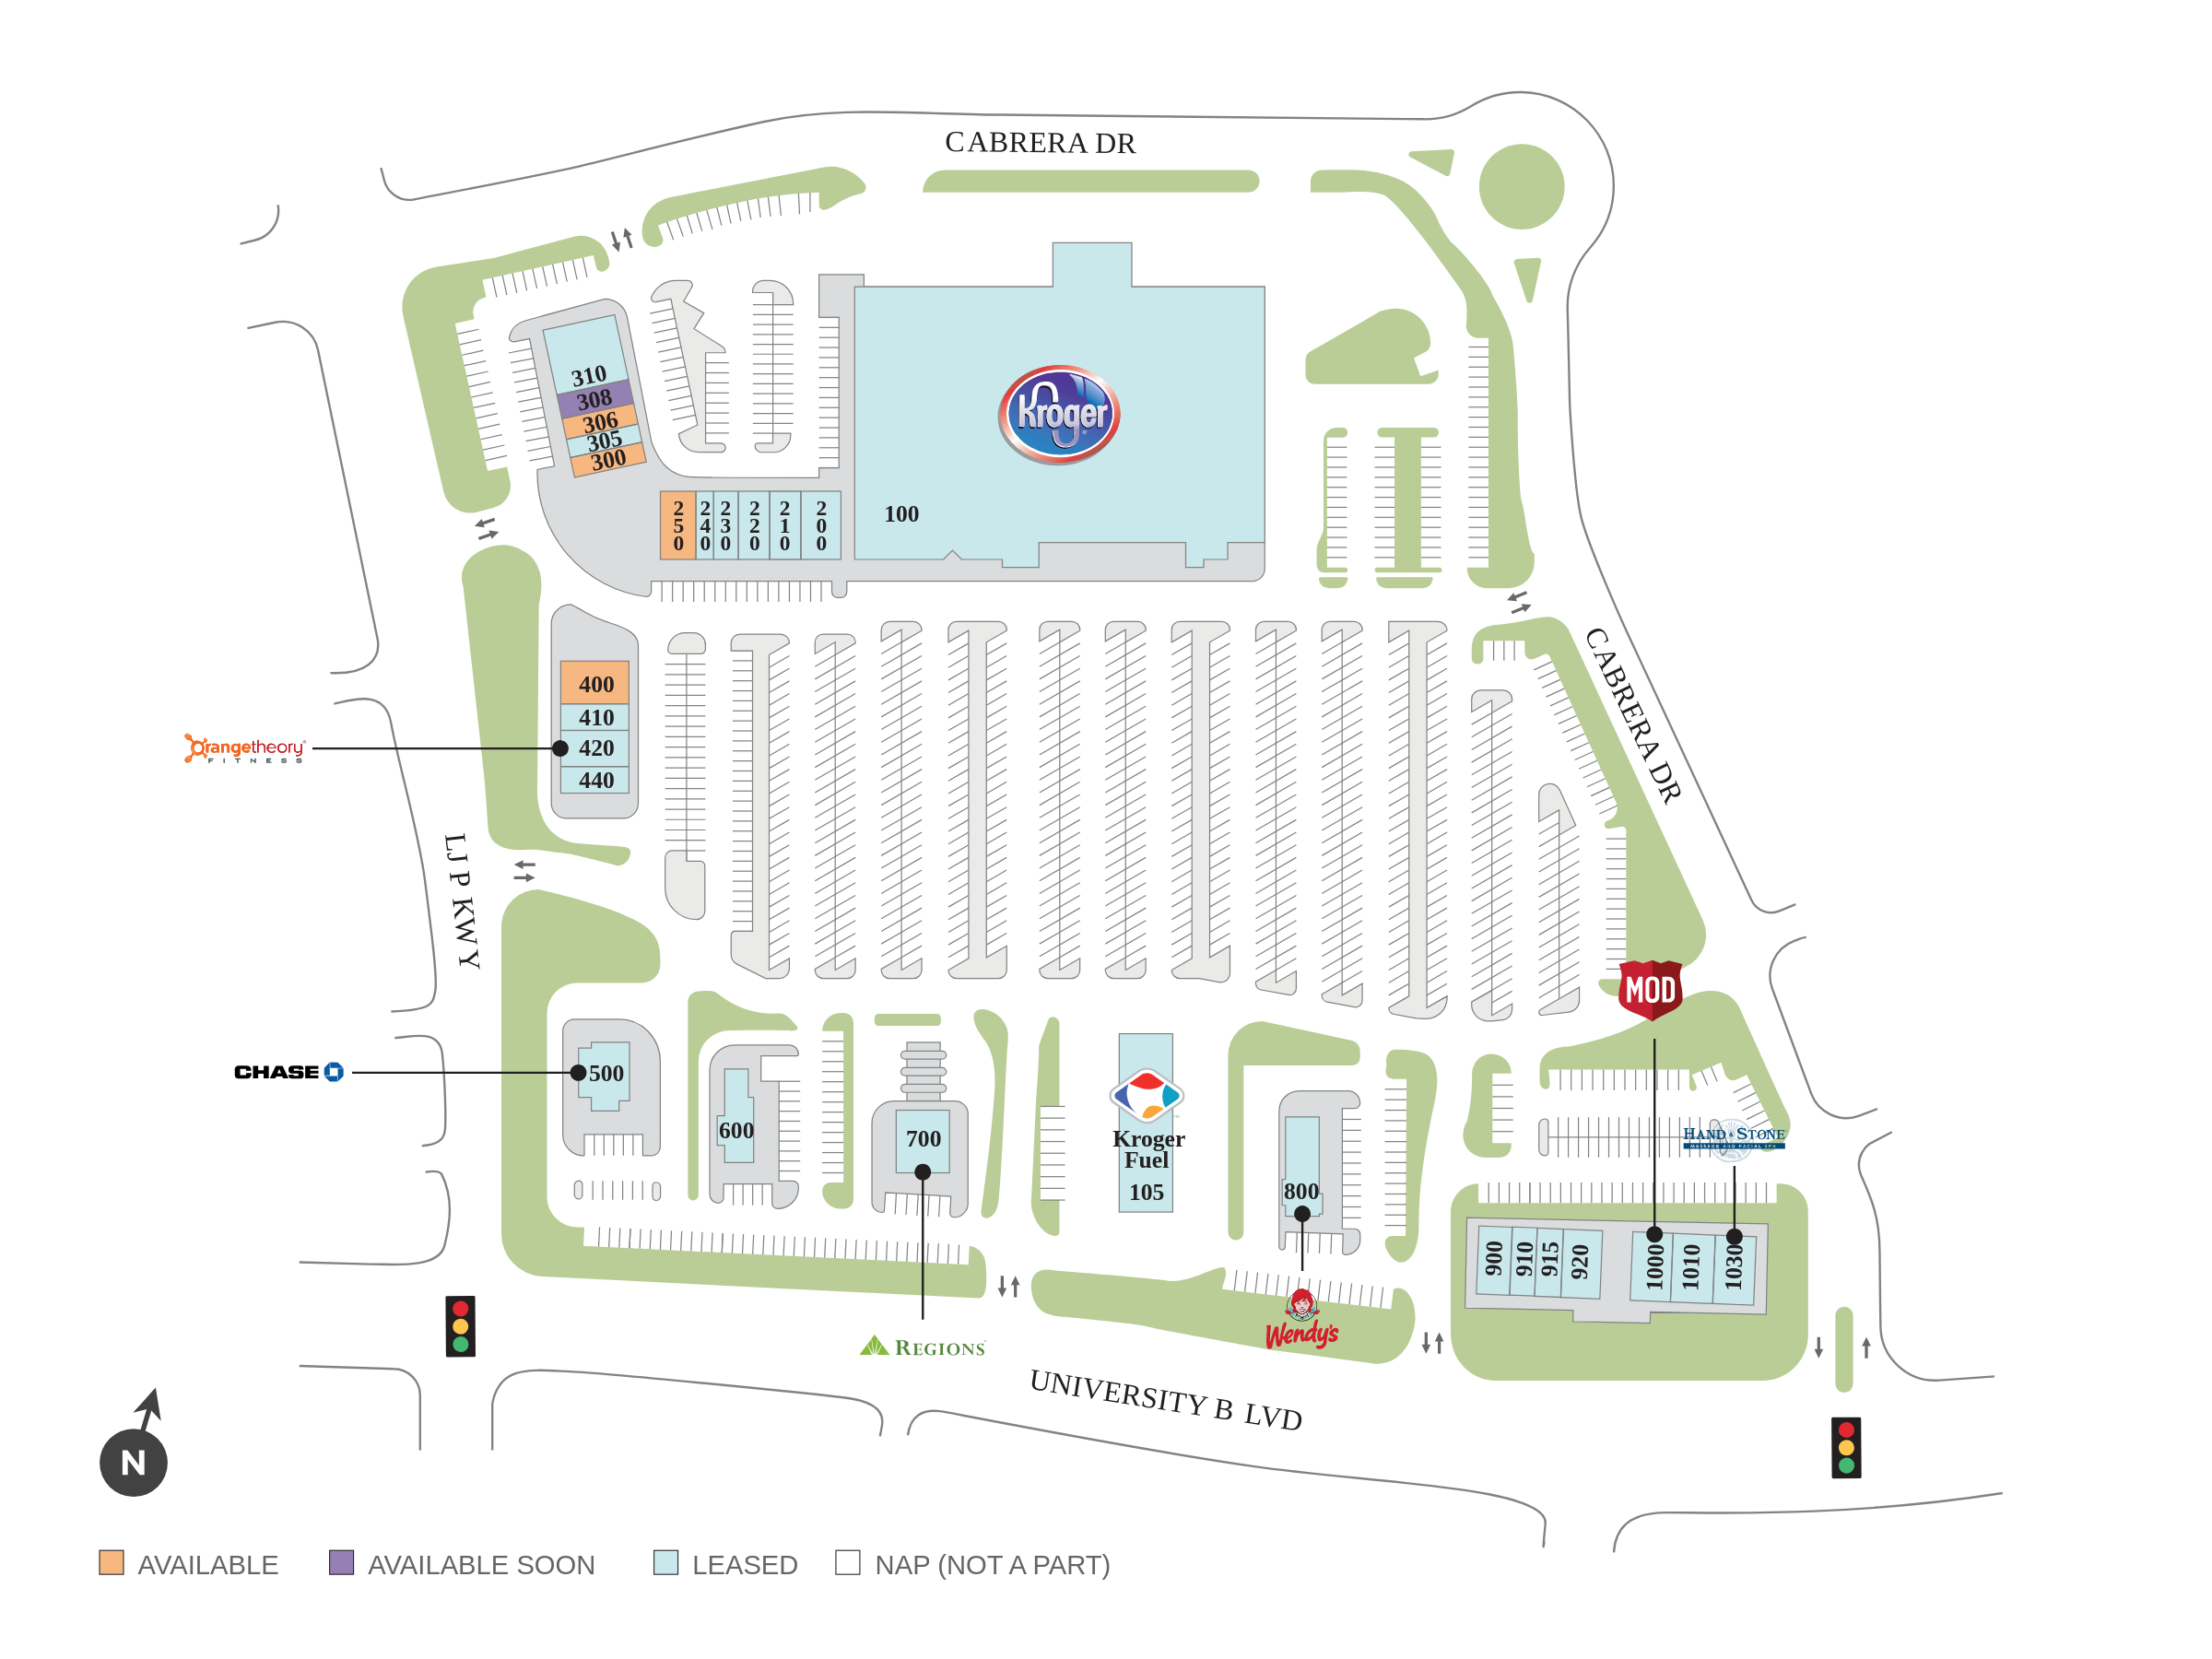 CABRERA DR
310
308
306
305
300
Kroger
100
250
240
230
220
210
200
CABRERA DR
400
410
420
440
Orangetheory
FITNESS
LJ P KW Y
MOD
CHASE
500
600
700
Kroger
Fuel
105
800
HAND & STONE
MASSAGE AND FACIAL SPA
900
910
915
920
1000
1010
1030
REGIONS
Wendy's
UNIVERSITY B LVD
N
AVAILABLE
AVAILABLE SOON
LEASED
NAP (NOT A PART)